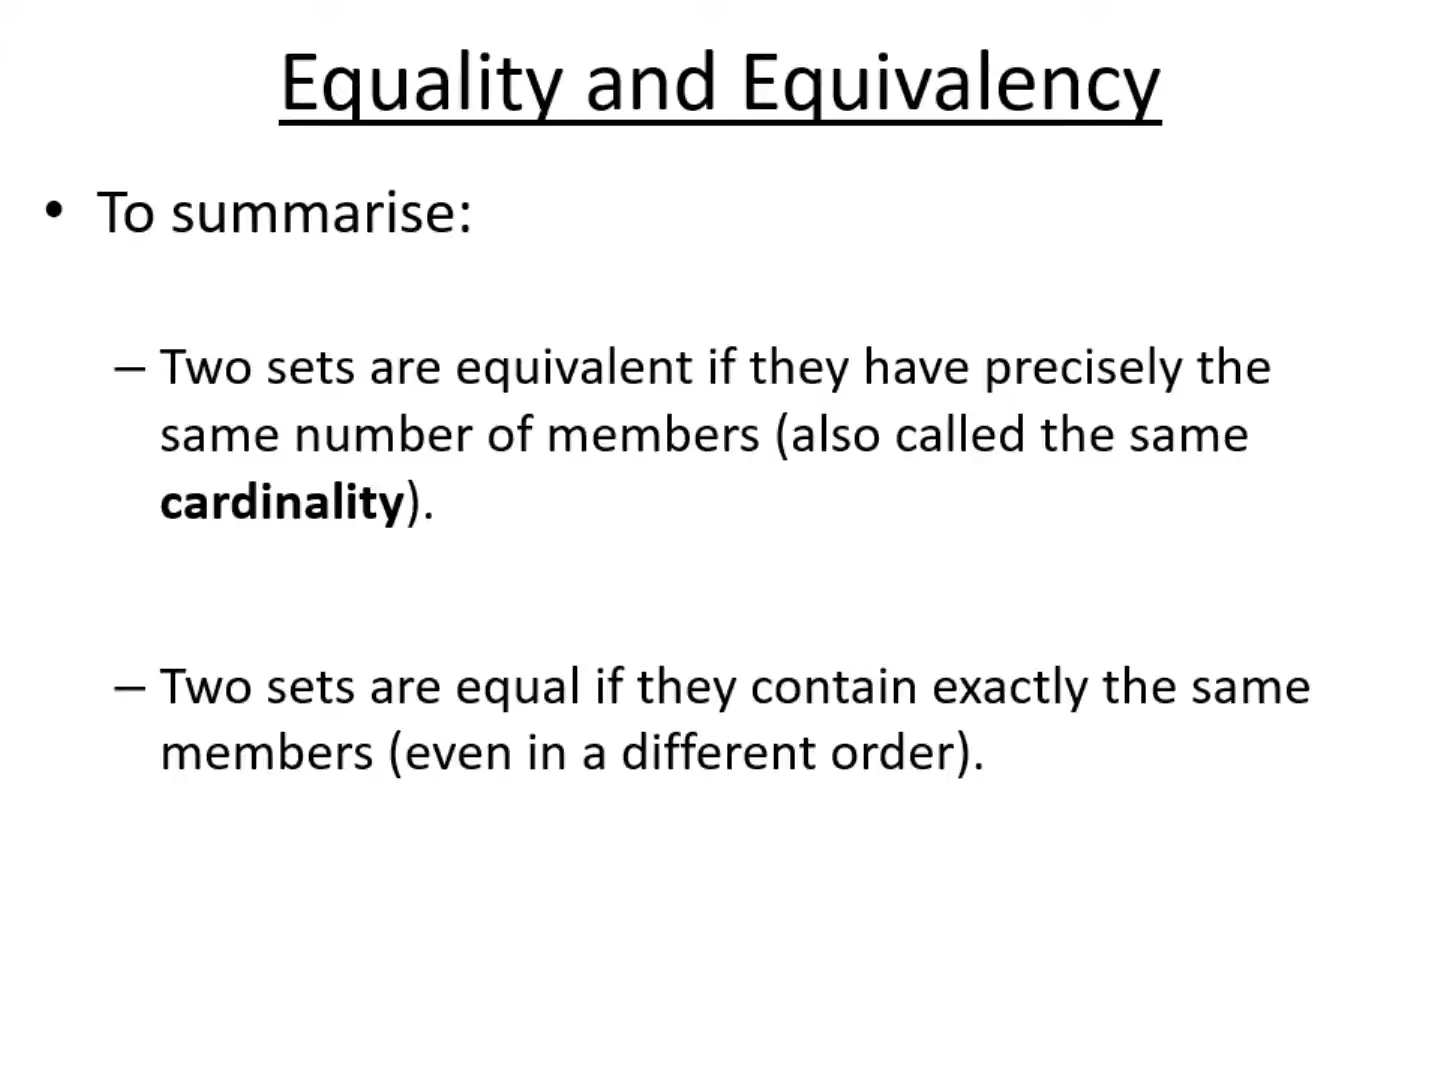 Equality and Equivalency
• To summarise:
– Two sets are equivalent if they have precisely the
same number of members (also called the same
cardinality).
– Two sets are equal if they contain exactly the same
members (even in a different order).